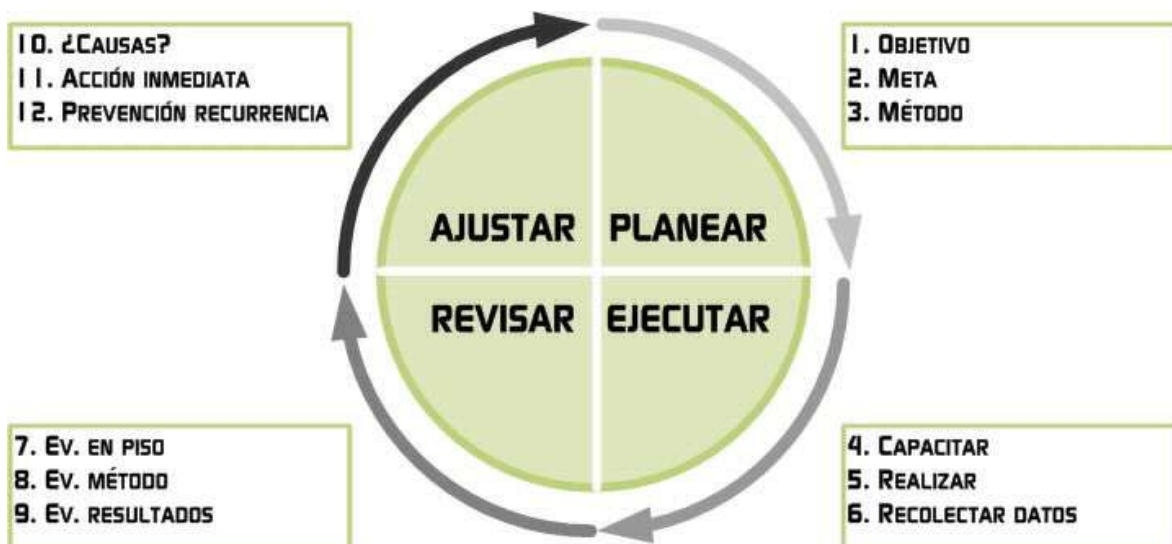 10. ¿CAUSAS?
11. ACCIÓN INMEDIATA
12. PREVENCIÓN RECURRENCIA
1. OBJETIVO
2. META
3. MÉTODO
AJUSTAR PLANEAR
REVISAR EJECUTAR
7. EV. EN PISO
8. EV. MÉTODO
9. EV. RESULTADOS
4. CAPACITAR
5. REALIZAR
6. RECOLECTAR DATOS